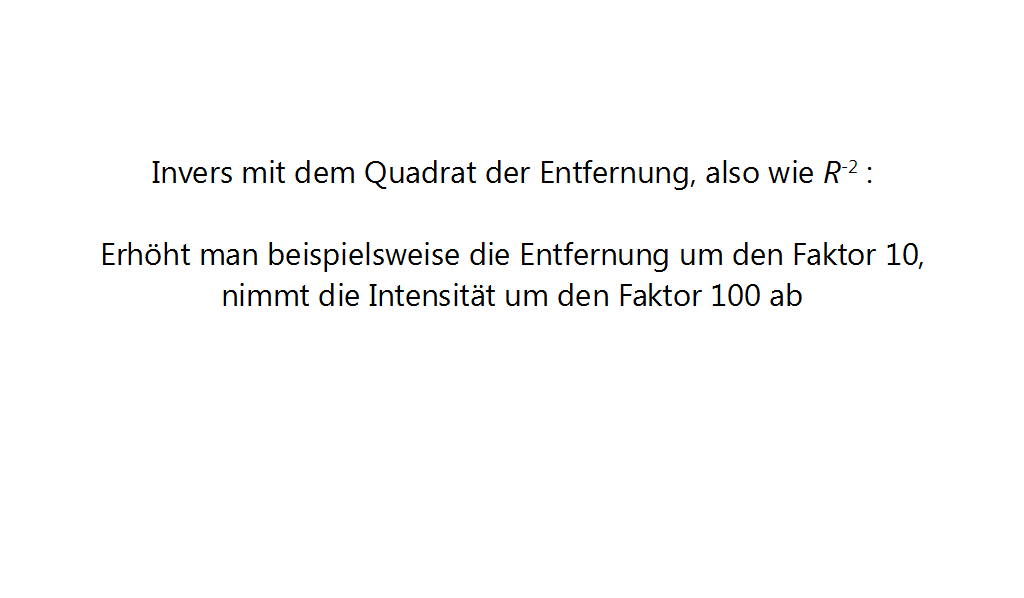 Invers mit dem Quadrat der Entfernung, also wie R⁻² :
Erhöht man beispielsweise die Entfernung um den Faktor 10,
nimmt die Intensität um den Faktor 100 ab